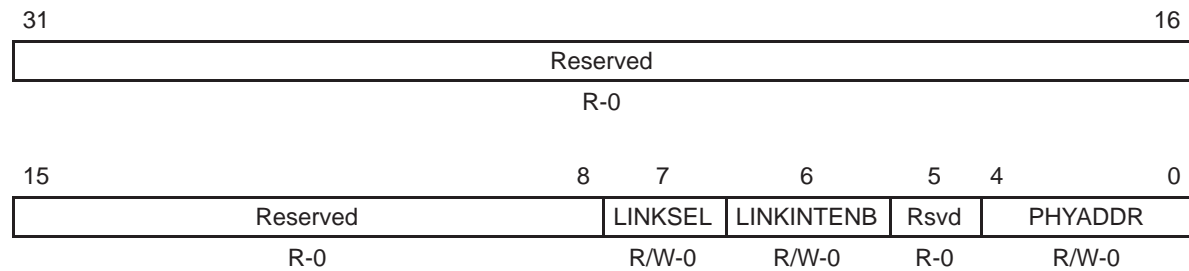 31 16
Reserved
R-0
15 8 7 6 5 4 0
Reserved LINKSEL LINKINTENB Rsvd PHYADDR
R-0 R/W-0 R/W-0 R-0 R/W-0